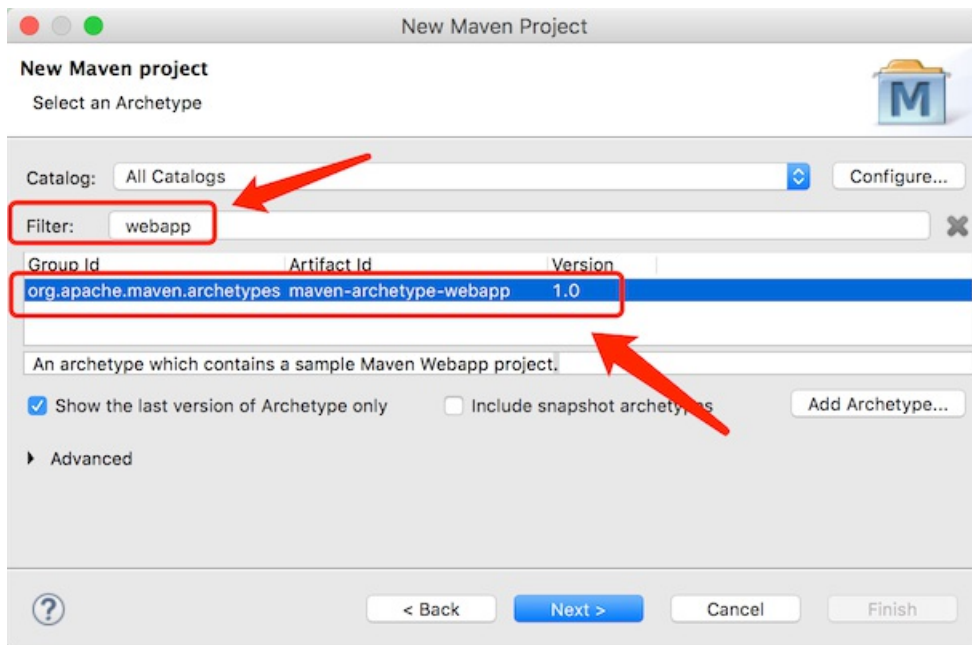 New Maven Project
New Maven project
Select an Archetype
M
Catalog: All Catalogs Configure...
Filter: webapp
Group Id Artifact Id Version
org.apache.maven.archetypes maven-archetype-webapp 1.0
An archetype which contains a sample Maven Webapp project.
Show the last version of Archetype only Include snapshot archetypes Add Archetype...
Advanced
? < Back Next > Cancel Finish